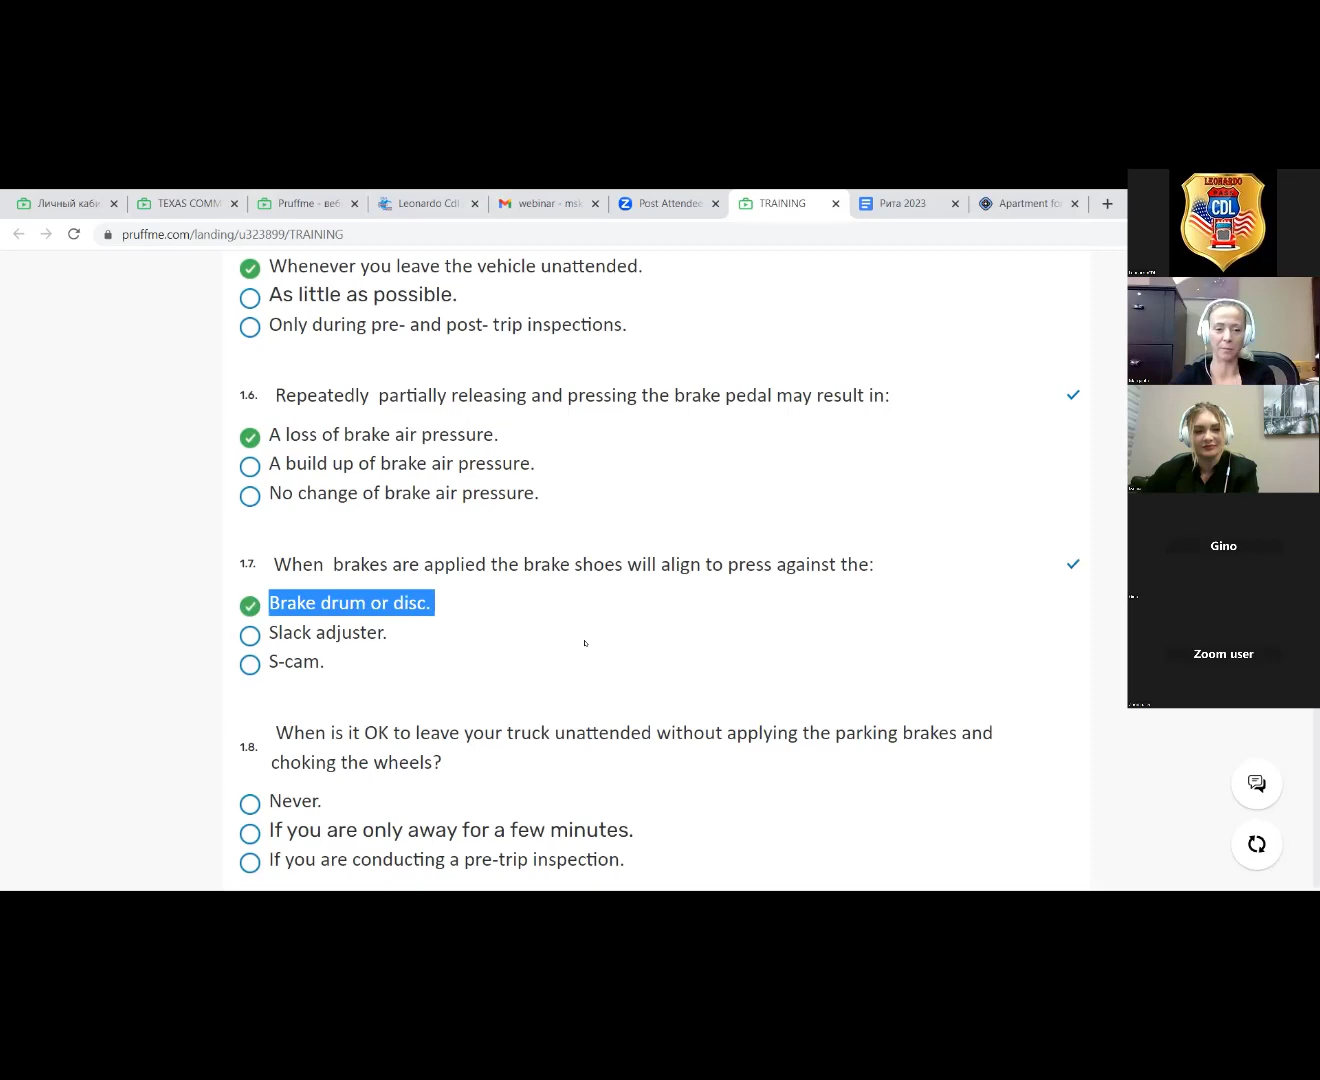 Личный каби
TEXAS COMM
Pruffme - веб
Leonardo Cdl
webinar - msk
Post Attendee
TRAINING
Рита 2023
Apartment fo
pruffme.com/landing/u323899/TRAINING
LEONARDO
PASS
CDL
Whenever you leave the vehicle unattended.
As little as possible.
Only during pre- and post- trip inspections.
1.6. Repeatedly partially releasing and pressing the brake pedal may result in:
A loss of brake air pressure.
A build up of brake air pressure.
No change of brake air pressure.
1.7. When brakes are applied the brake shoes will align to press against the:
Brake drum or disc.
Slack adjuster.
S-cam.
1.8. When is it OK to leave your truck unattended without applying the parking brakes and
choking the wheels?
Never.
If you are only away for a few minutes.
If you are conducting a pre-trip inspection.
Gino
Zoom user